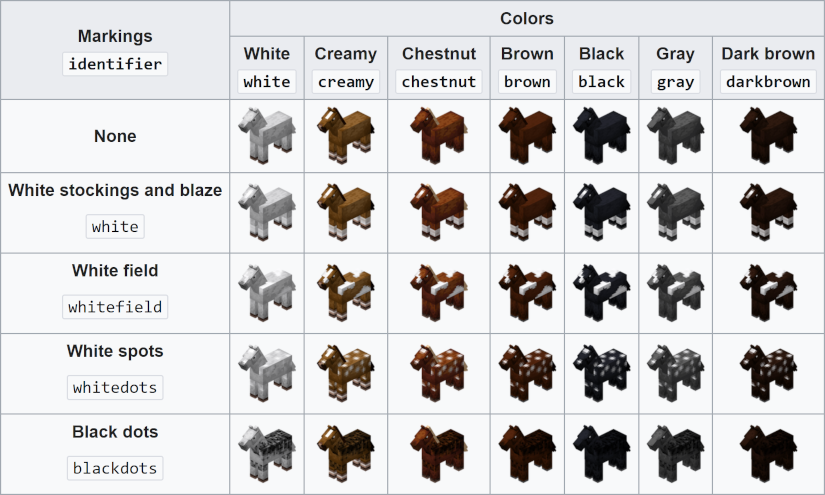 Markings
identifier
Colors
White
white
Creamy
creamy
Chestnut
chestnut
Brown
brown
Black
black
Gray
gray
Dark brown
darkbrown
None
White stockings and blaze
white
White field
whitefield
White spots
whitedots
Black dots
blackdots